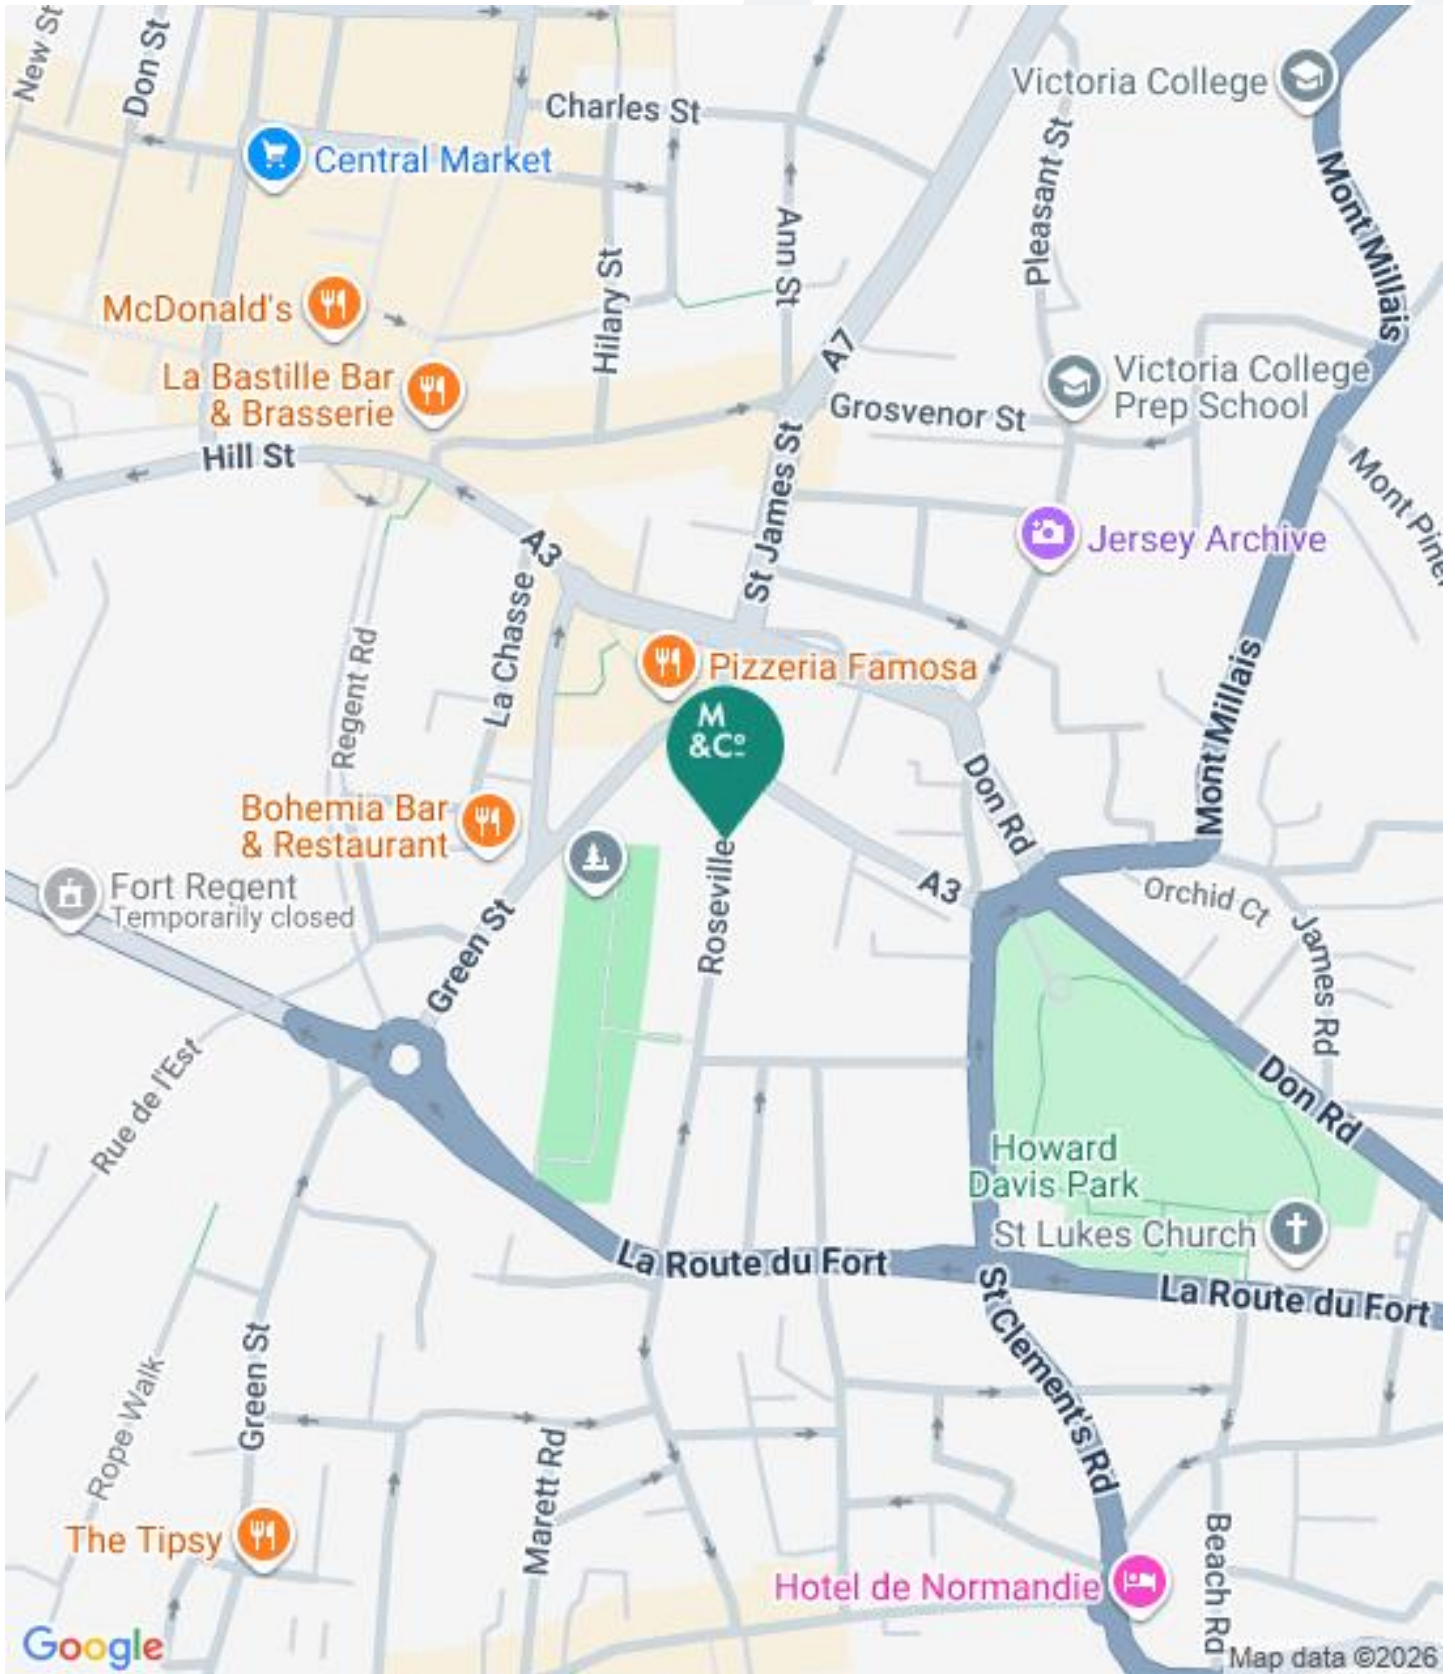 New St
Don St
Charles St
Victoria College
Central Market
Pleasant St
Mont Millais
Ann St
Hilary St
McDonald's
A7
La Bastille Bar
& Brasserie
Victoria College
Prep School
Grosvenor St
Hill St
St James St
Mont Pinel
A3
Jersey Archive
La Chasse
Regent Rd
Pizzeria Famosa
Mont Millais
M
&Cº
Don Rd
Bohemia Bar
& Restaurant
Fort Regent
Temporarily closed
Roseville
A3
Orchid Ct
Green St
James Rd
Rue de l'Est
Don Rd
Howard
Davis Park
St Lukes Church
La Route du Fort
La Route du Fort
St Clement's Rd
Green St
Rope Walk
Marett Rd
The Tipsy
Beach Rd
Hotel de Normandie
Google
Map data ©2026